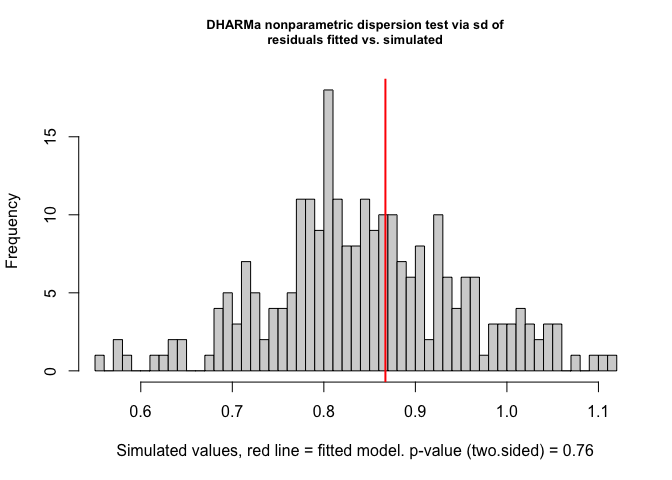 DHARMa nonparametric dispersion test via sd of
residuals fitted vs. simulated
Frequency
15
10
5
0
0.6 0.7 0.8 0.9 1.0 1.1
Simulated values, red line = fitted model. p-value (two.sided) = 0.76